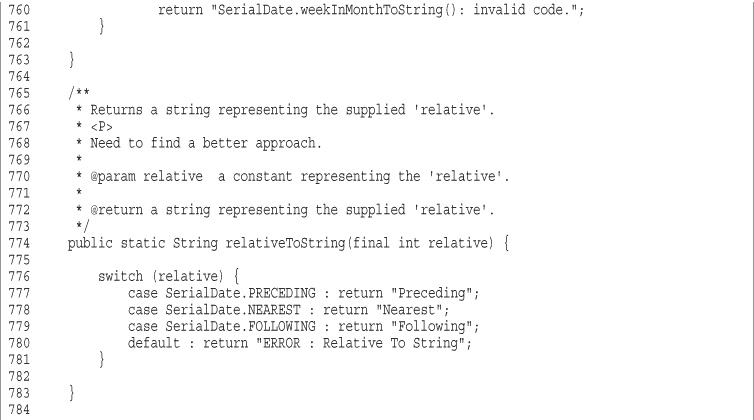 760                 return "SerialDate.weekInMonthToString(): invalid code.";
761         }
762
763     }
764
765     /**
766      * Returns a string representing the supplied 'relative'.
767      * <P>
768      * Need to find a better approach.
769      *
770      * @param relative  a constant representing the 'relative'.
771      *
772      * @return a string representing the supplied 'relative'.
773      */
774     public static String relativeToString(final int relative) {
775
776         switch (relative) {
777             case SerialDate.PRECEDING : return "Preceding";
778             case SerialDate.NEAREST : return "Nearest";
779             case SerialDate.FOLLOWING : return "Following";
780             default : return "ERROR : Relative To String";
781         }
782
783     }
784